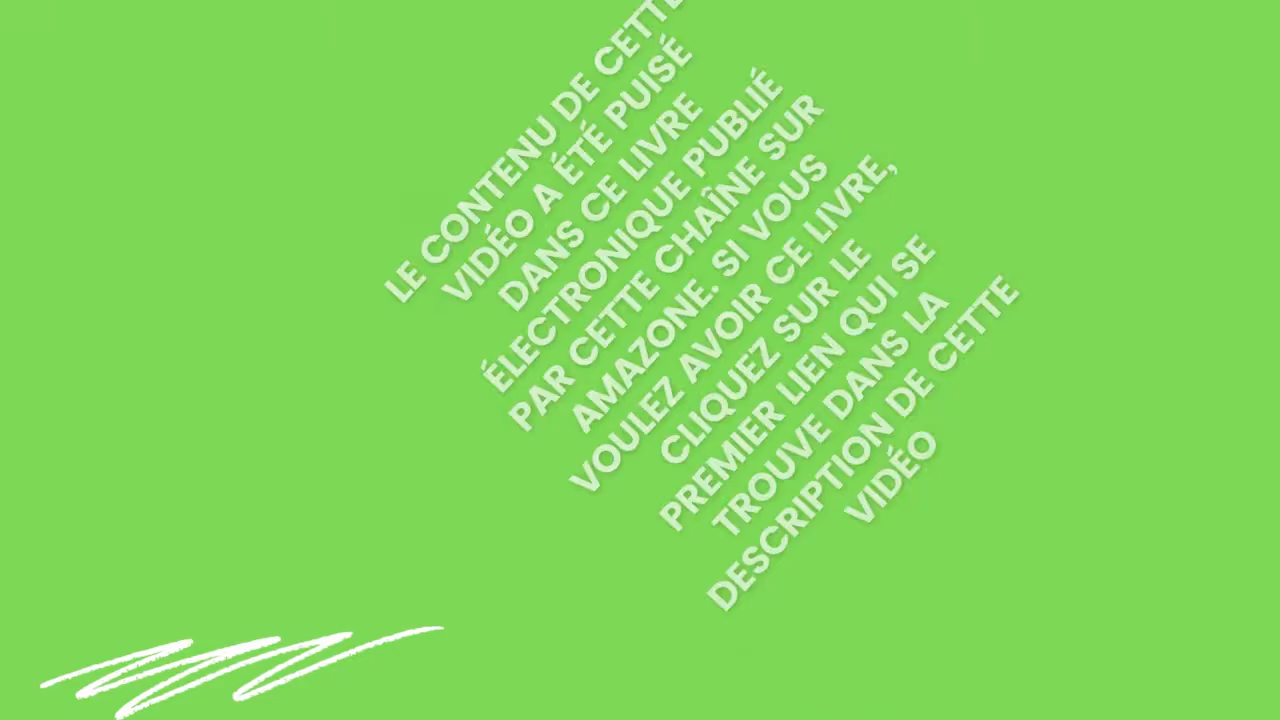 LE CONTENU DE CETTE
VIDÉO A ÉTÉ PUISÉ
DANS CE LIVRE
ÉLECTRONIQUE PUBLIÉ
PAR CETTE CHAÎNE SUR
AMAZONE. SI VOUS
VOULEZ AVOIR CE LIVRE,
CLIQUEZ SUR LE
PREMIER LIEN QUI SE
TROUVE DANS LA
DESCRIPTION DE CETTE
VIDÉO